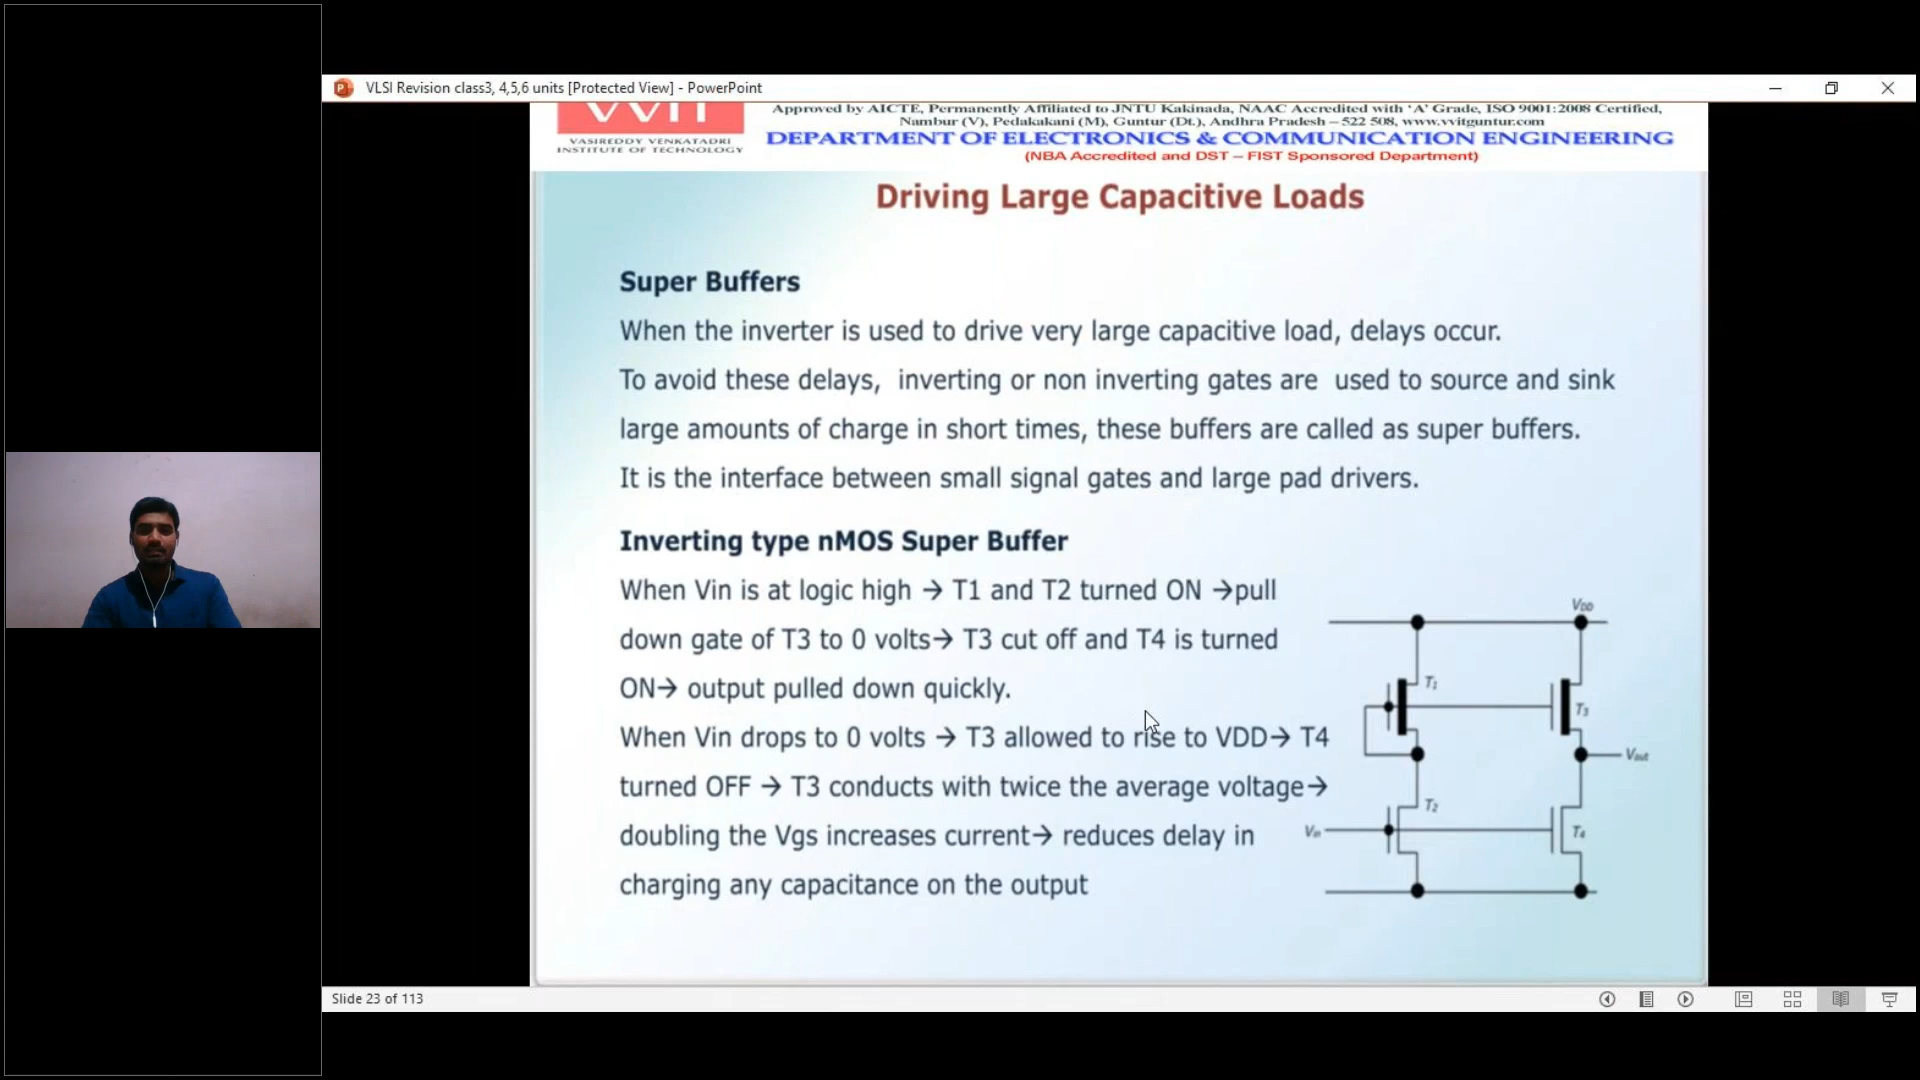 VLSI Revision class3, 4,5,6 units [Protected View] - PowerPoint
VVIT
VASIREDDY VENKATADRI
INSTITUTE OF TECHNOLOGY
Approved by AICTE, Permanently Affiliated to JNTU Kakinada, NAAC Accredited with 'A' Grade, ISO 9001:2008 Certified,
Nambur (V), Pedakakani (M), Guntur (Dt.), Andhra Pradesh – 522 508, www.vvitguntur.com
DEPARTMENT OF ELECTRONICS & COMMUNICATION ENGINEERING
(NBA Accredited and DST – FIST Sponsored Department)
Driving Large Capacitive Loads
Super Buffers
When the inverter is used to drive very large capacitive load, delays occur.
To avoid these delays, inverting or non inverting gates are used to source and sink
large amounts of charge in short times, these buffers are called as super buffers.
It is the interface between small signal gates and large pad drivers.
Inverting type nMOS Super Buffer
When Vin is at logic high → T1 and T2 turned ON →pull
down gate of T3 to 0 volts→ T3 cut off and T4 is turned
ON→ output pulled down quickly.
When Vin drops to 0 volts → T3 allowed to rise to VDD→ T4
turned OFF → T3 conducts with twice the average voltage→
doubling the Vgs increases current→ reduces delay in
charging any capacitance on the output
VDD
T1
T3
Vout
T2
Vin
T4
Slide 23 of 113